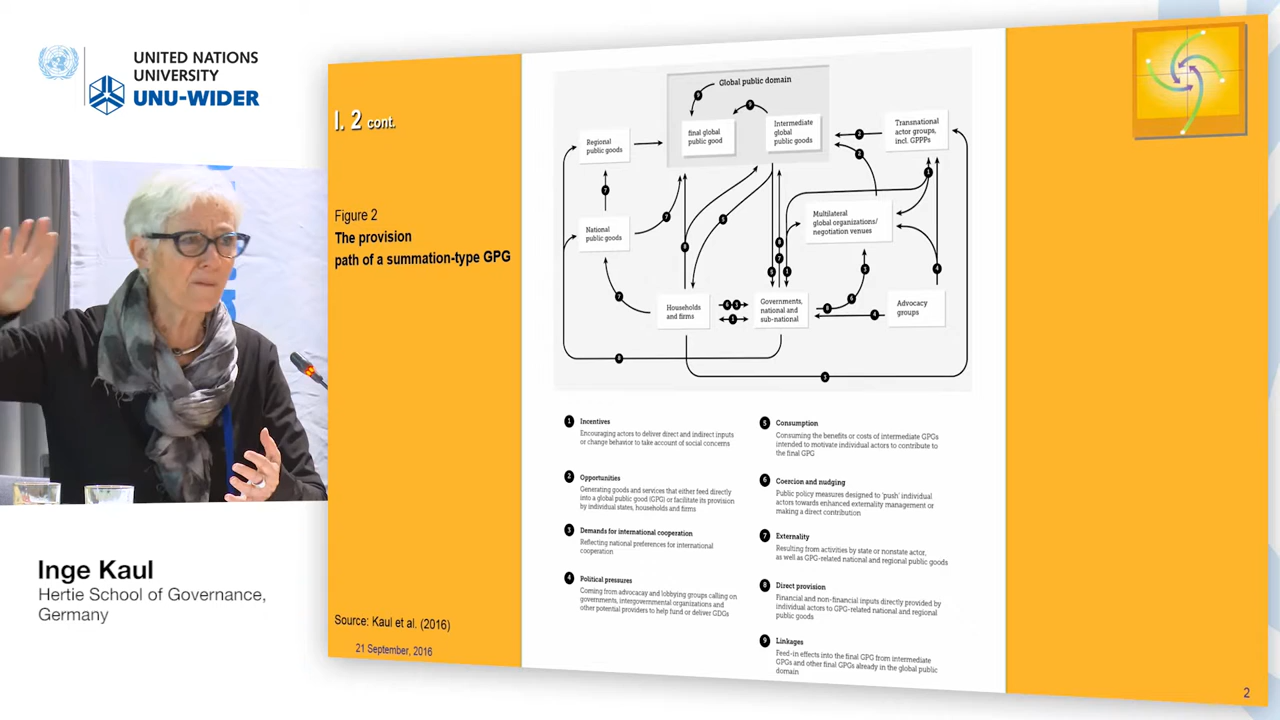 UNITED NATIONS
UNIVERSITY
UNU-WIDER
Inge Kaul
Hertie School of Governance,
Germany
I. 2 cont.
Figure 2
The provision
path of a summation-type GPG
Source: Kaul et al. (2016)
21 September, 2016
Global public domain
final global
public good
Intermediate
global
public goods
Regional
public goods
Transnational
actor groups,
incl. GPPPs
National
public goods
Multilateral
global organizations/
negotiation venues
Households
and firms
Governments,
national and
sub-national
Advocacy
groups
1 Incentives
Encouraging actors to deliver direct and indirect inputs
or change behavior to take account of social concerns
2 Opportunities
Generating goods and services that either feed directly
into a global public good (GPG) or facilitate its provision
by individual states, households and firms
3 Demands for international cooperation
Reflecting national preferences for international
cooperation
4 Political pressures
Coming from advocacay and lobbying groups calling on
governments, intergovernmental organizations and
other potential providers to help fund or deliver GDGs
5 Consumption
Consuming the benefits or costs of intermediate GPGs
intended to motivate individual actors to contribute to
the final GPG
6 Coercion and nudging
Public policy measures designed to 'push' individual
actors towards enhanced externality management or
making a direct contribution
7 Externality
Resulting from activities by state or nonstate actor,
as well as GPG-related national and regional public goods
8 Direct provision
Financial and non-financial inputs directly provided by
individual actors to GPG-related national and regional
public goods
9 Linkages
Feed-in effects into the final GPG from intermediate
GPGs and other final GPGs already in the global public
domain
2